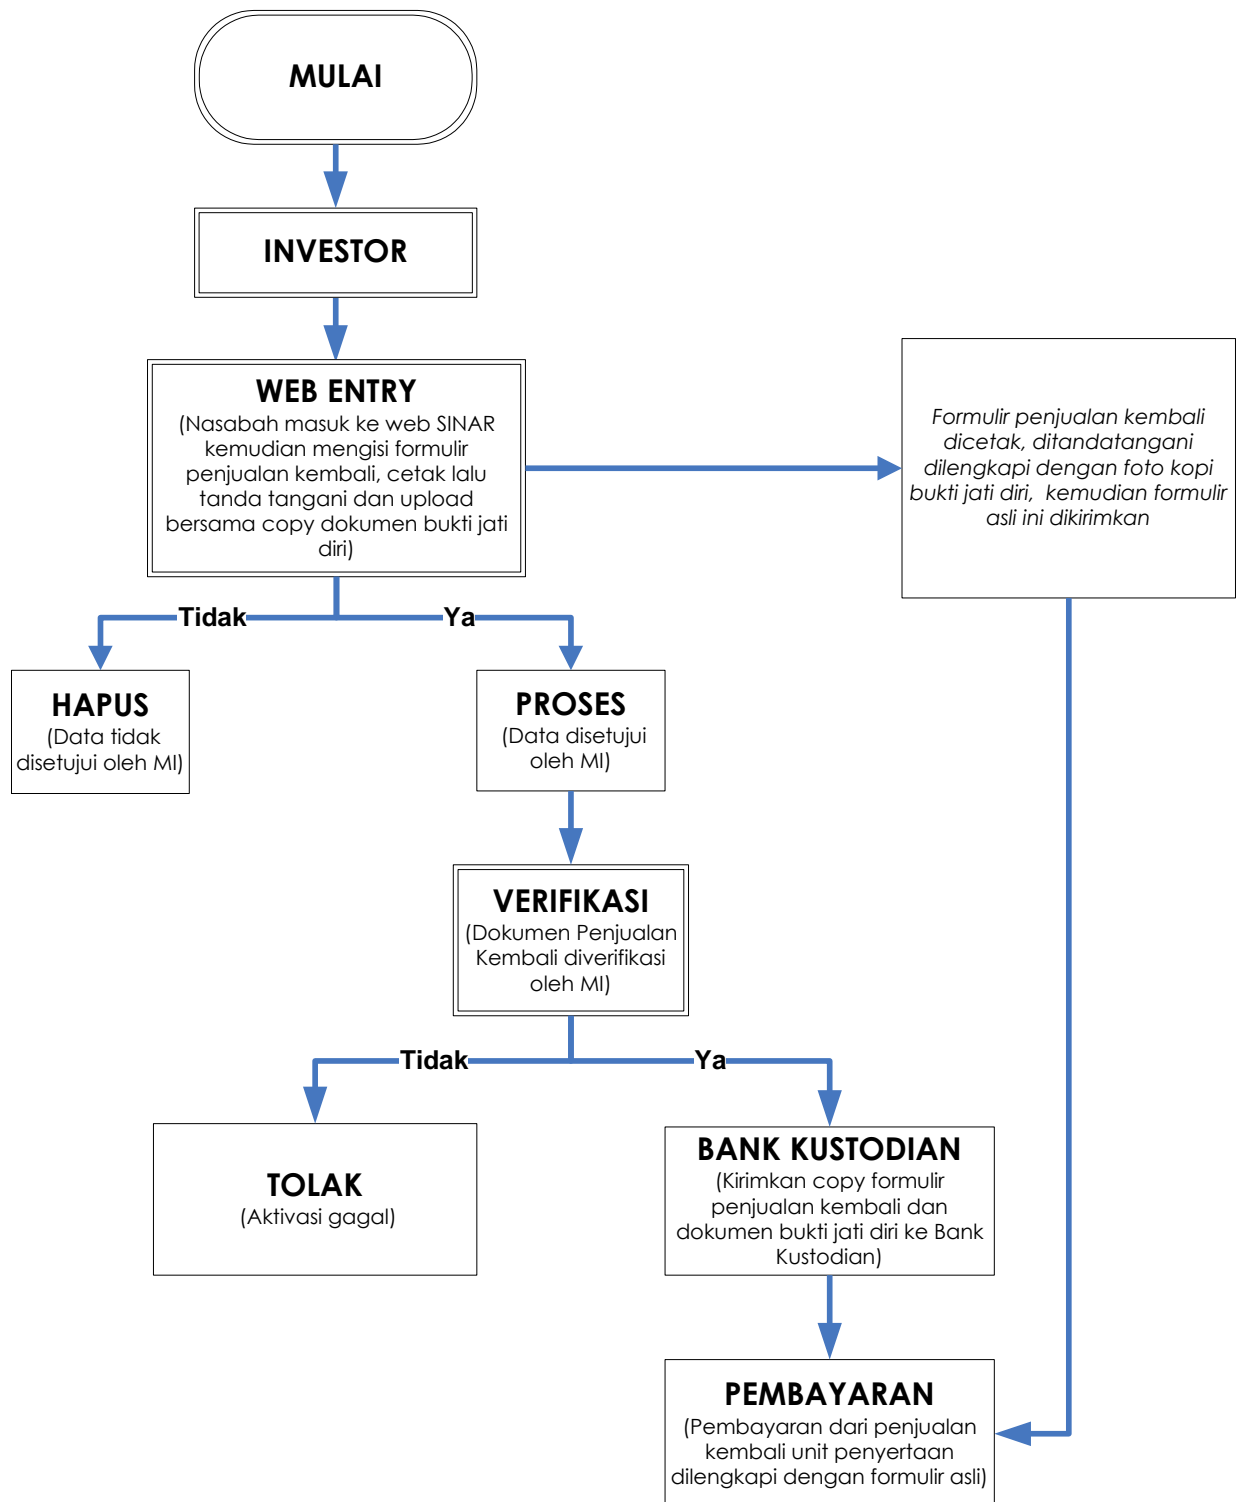 MULAI
INVESTOR
WEB ENTRY
(Nasabah masuk ke web SINAR
kemudian mengisi formulir
penjualan kembali, cetak lalu
tanda tangani dan upload
bersama copy dokumen bukti jati
diri)
Formulir penjualan kembali
dicetak, ditandatangani
dilengkapi dengan foto kopi
bukti jati diri, kemudian formulir
asli ini dikirimkan
Tidak
Ya
HAPUS
(Data tidak
disetujui oleh MI)
PROSES
(Data disetujui
oleh MI)
VERIFIKASI
(Dokumen Penjualan
Kembali diverifikasi
oleh MI)
Tidak
Ya
TOLAK
(Aktivasi gagal)
BANK KUSTODIAN
(Kirimkan copy formulir
penjualan kembali dan
dokumen bukti jati diri ke Bank
Kustodian)
PEMBAYARAN
(Pembayaran dari penjualan
kembali unit penyertaan
dilengkapi dengan formulir asli)